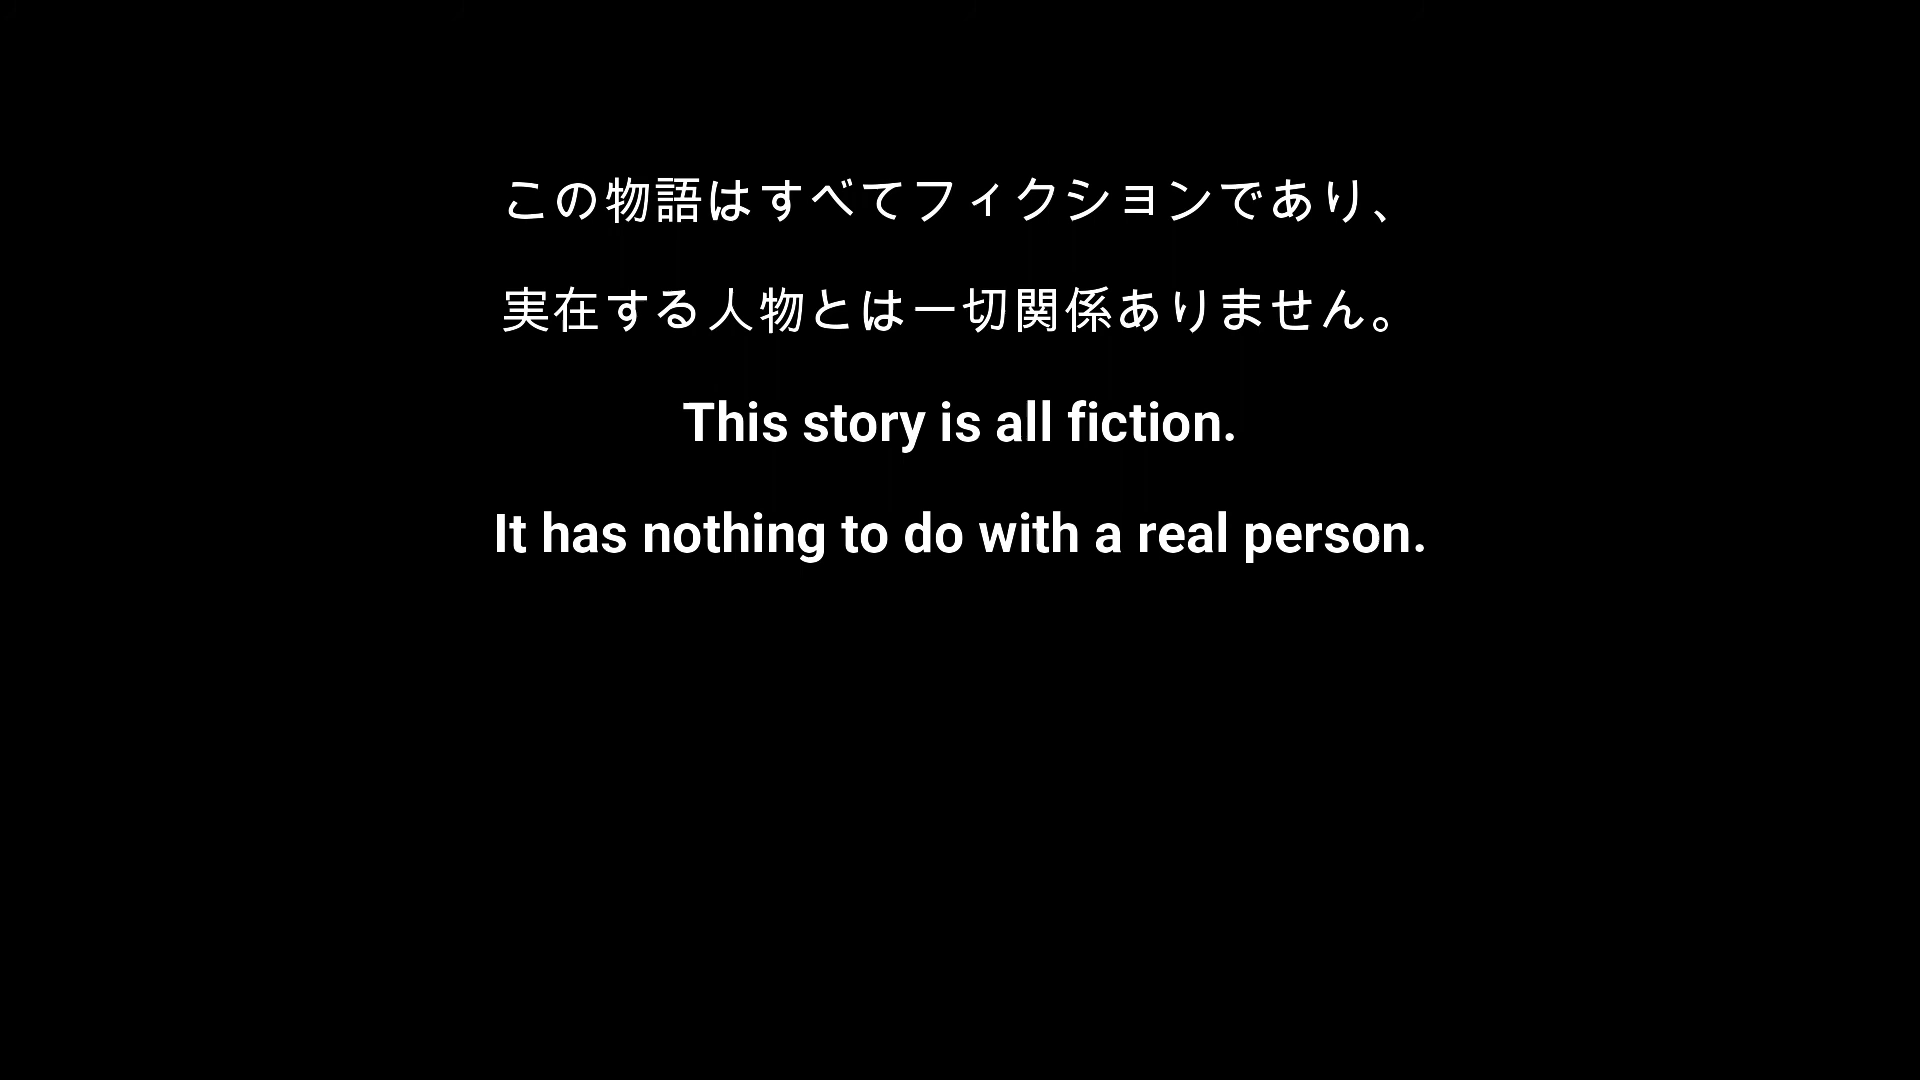 この物語はすべてフィクションであり、
実在する人物とは一切関係ありません。
This story is all fiction.
It has nothing to do with a real person.